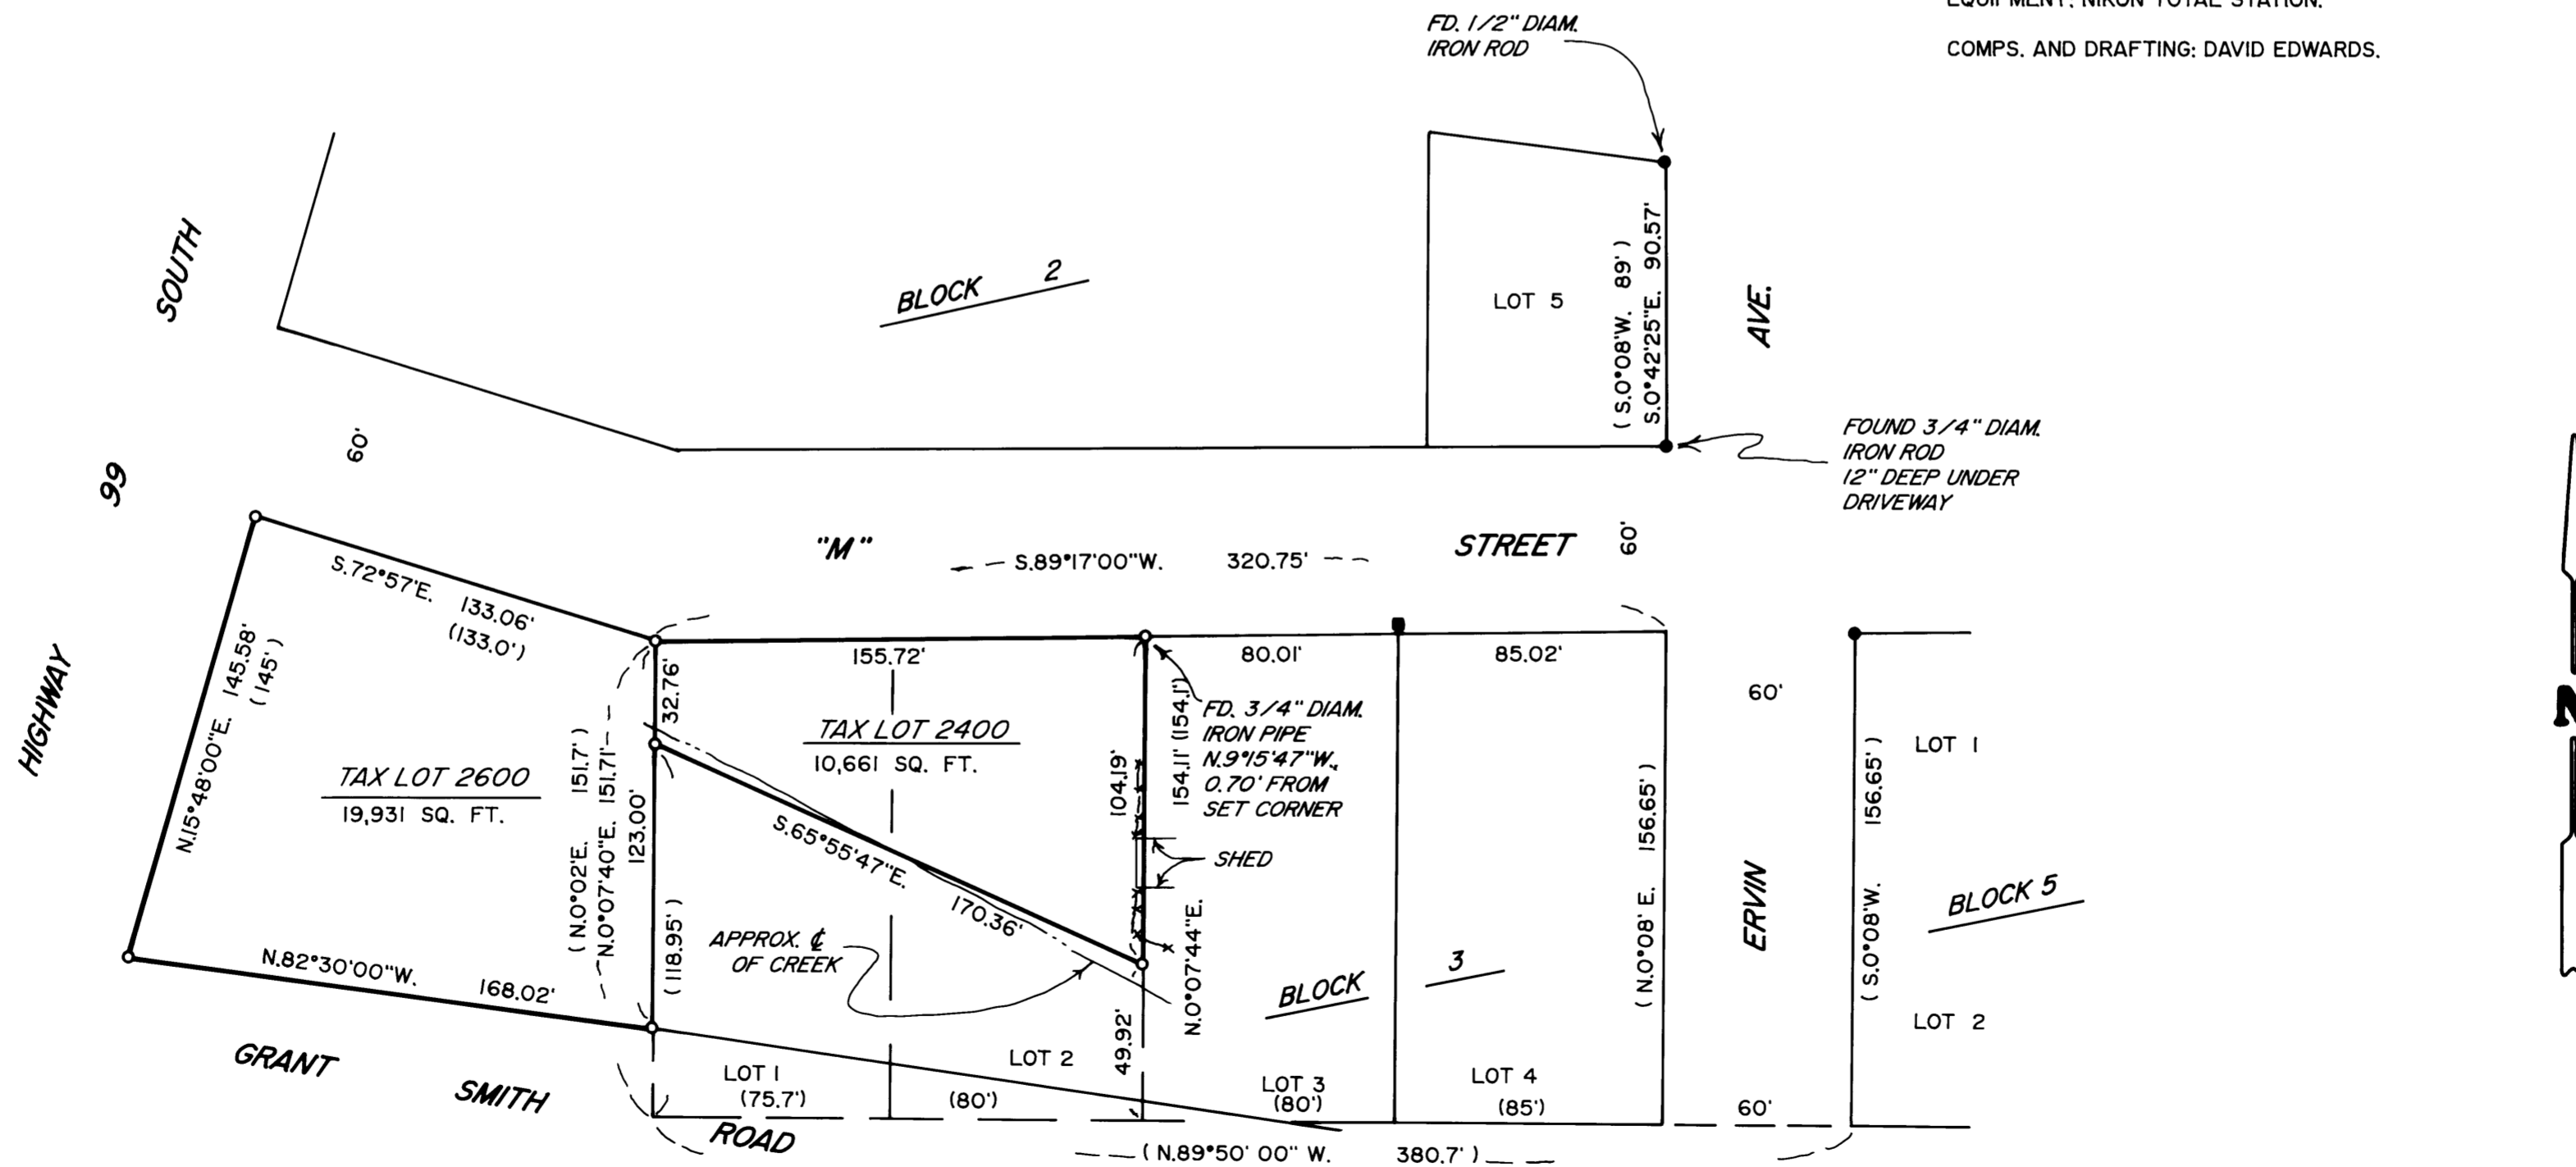 EQUIPMENT: NIKON TOTAL STATION.
COMPS. AND DRAFTING: DAVID EDWARDS.
FD. 1/2" DIAM.
IRON ROD
SOUTH
99
HIGHWAY
60'
BLOCK 2
LOT 5
( S.0°08'W. 89' )
S.0°42'25"E. 90.57'
AVE.
FOUND 3/4" DIAM.
IRON ROD
12" DEEP UNDER
DRIVEWAY
"M" STREET
60'
S.89°17'00"W. 320.75'
S.72°57'E. 133.06'
(133.0')
N.15°48'00"E. 145.58'
(145')
TAX LOT 2600
19,931 SQ. FT.
( N.0°02'E. 151.7' )
N.0°07'40"E. 151.71'
32.76'
123.00'
(118.95')
155.72'
80.01'
85.02'
TAX LOT 2400
10,661 SQ. FT.
S.65°55'47"E.
170.36'
104.19'
154.11' (154.1')
FD. 3/4" DIAM.
IRON PIPE
N.9°15'47"W.,
0.70' FROM
SET CORNER
SHED
N.0°07'44"E.
49.92'
APPROX. ℄
OF CREEK
N.82°30'00"W. 168.02'
GRANT SMITH ROAD
LOT 1
(75.7')
LOT 2
(80')
LOT 3
(80')
LOT 4
(85')
BLOCK 3
( N.0°08' E. 156.65' )
60'
ERVIN
60'
( S.0°08'W. 156.65' )
LOT 1
BLOCK 5
LOT 2
( N.89°50' 00" W. 380.7' )
N